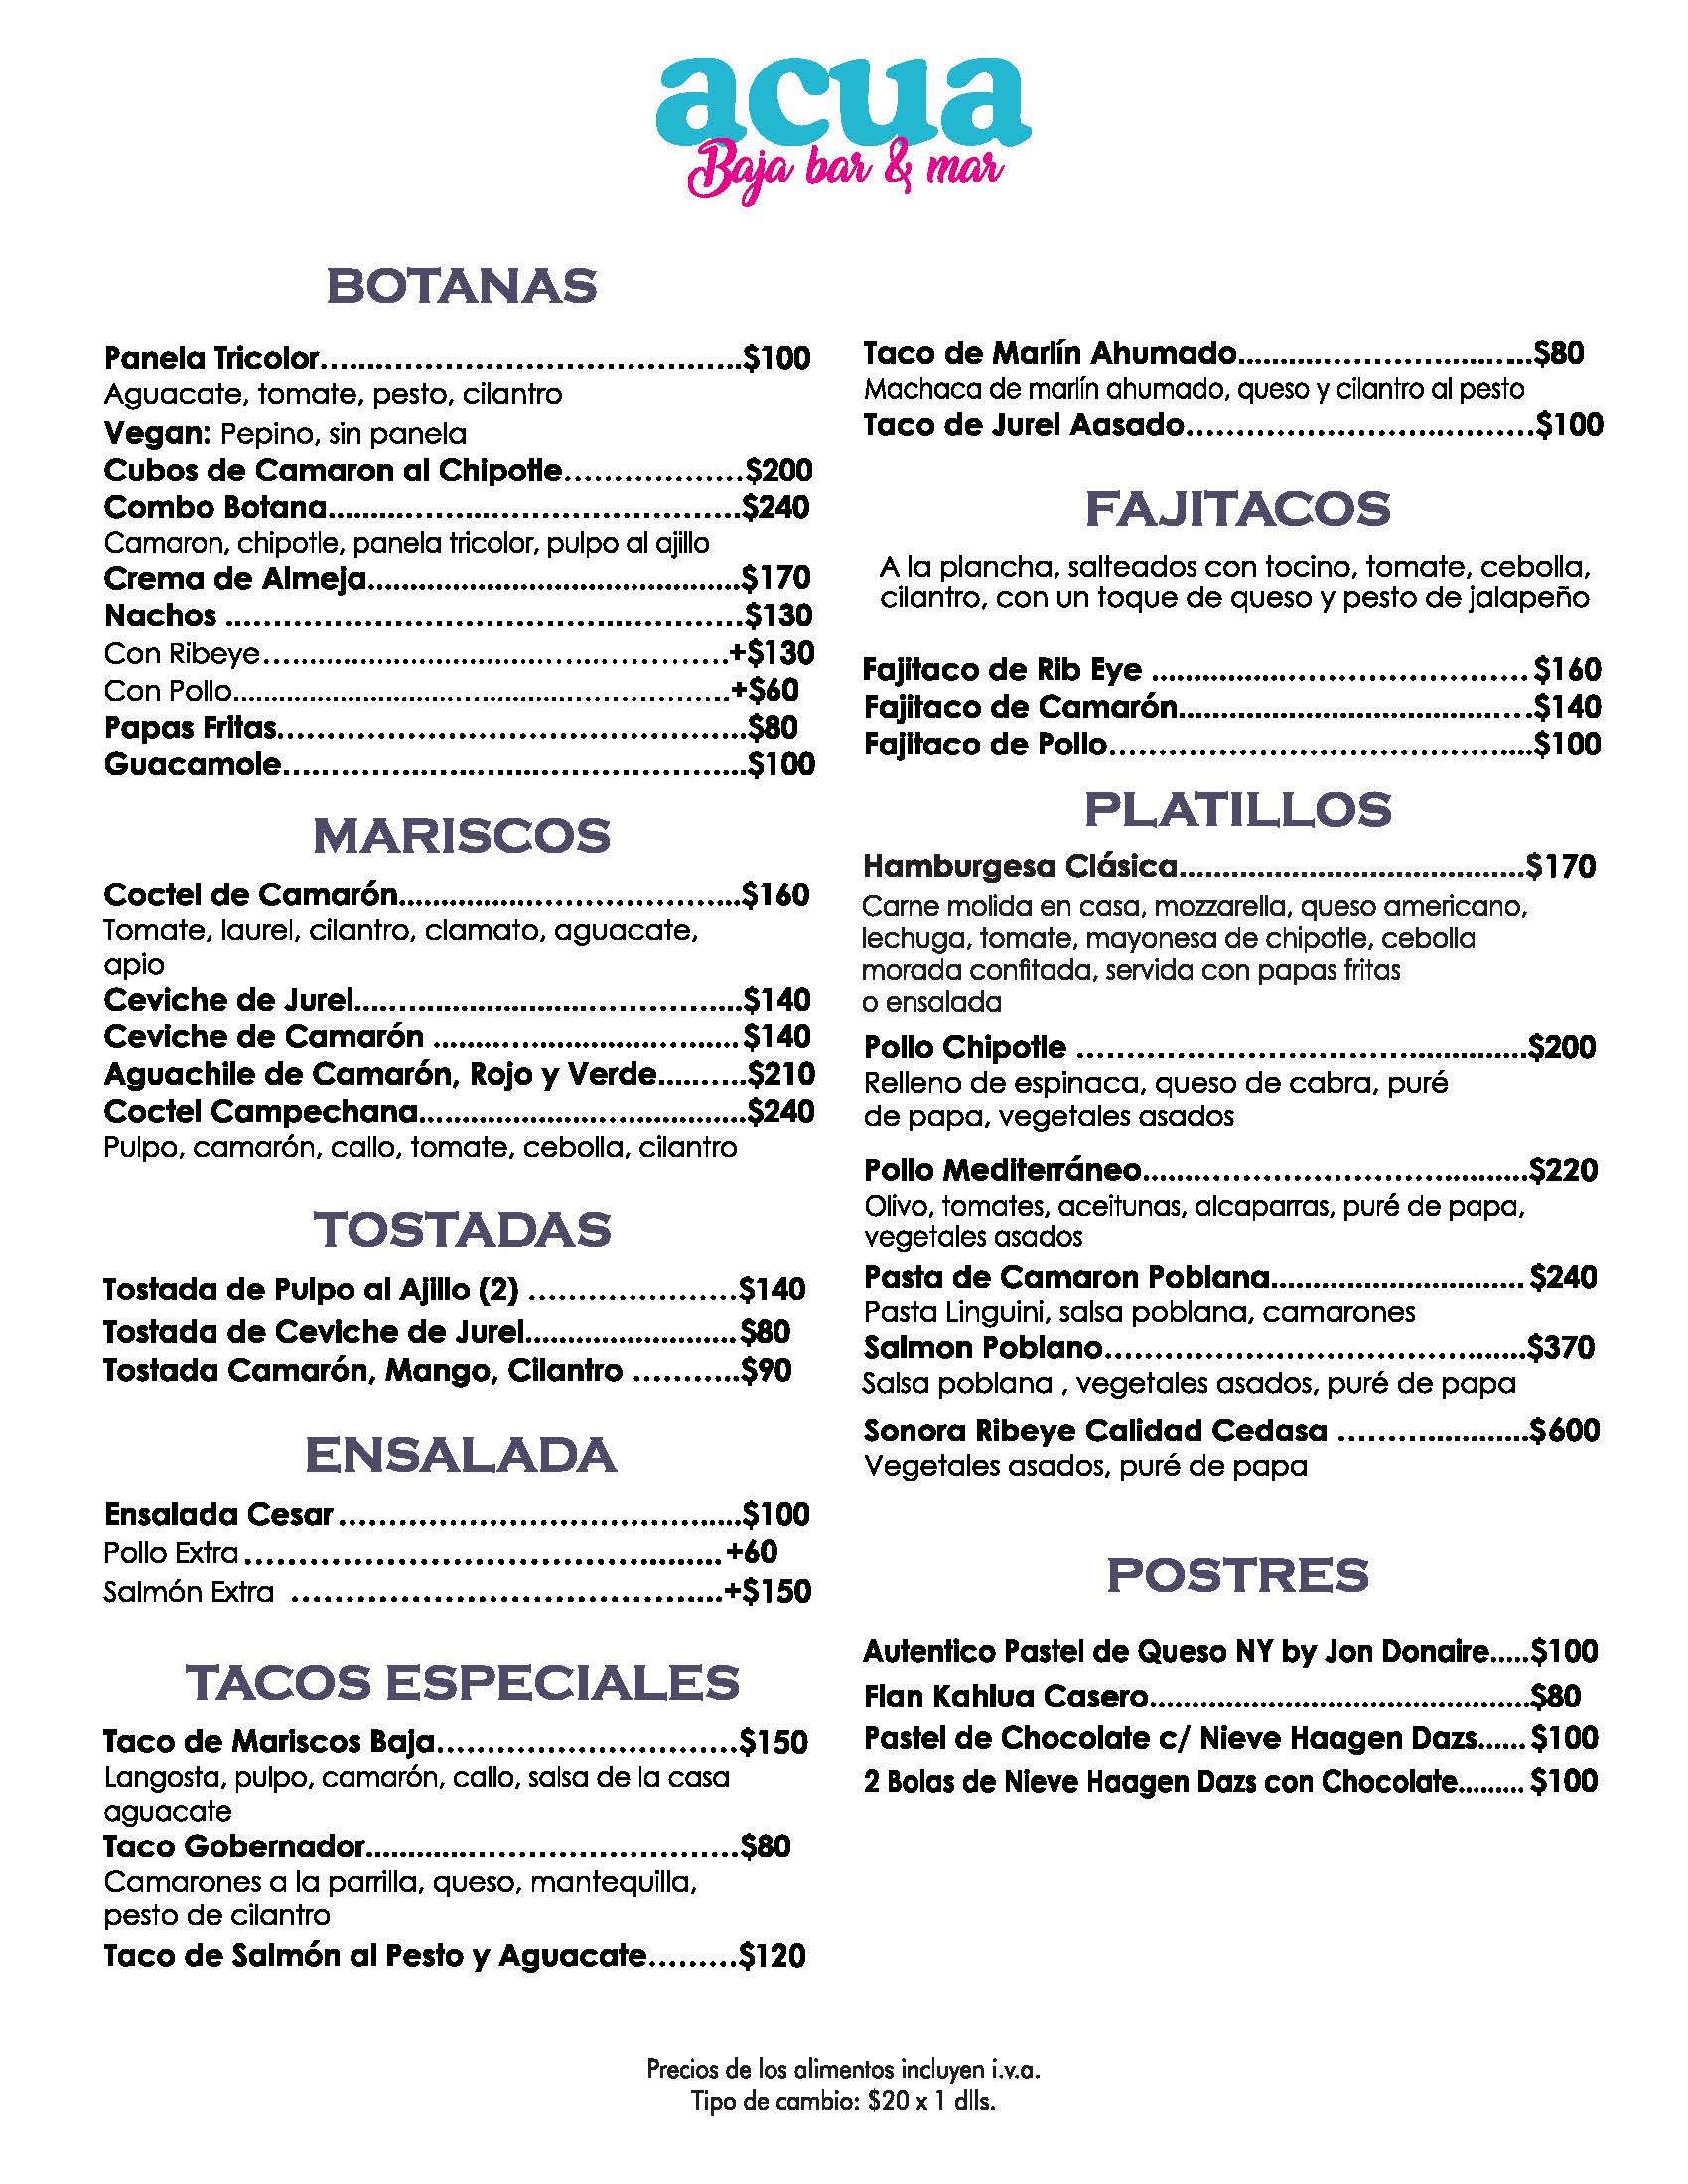 acua
Baja bar & mar
BOTANAS
Panela Tricolor..........................................$100
Aguacate, tomate, pesto, cilantro
Vegan: Pepino, sin panela
Cubos de Camaron al Chipotle..................$200
Combo Botana.........................................$240
Camaron, chipotle, panela tricolor, pulpo al ajillo
Crema de Almeja......................................$170
Nachos ....................................................$130
Con Ribeye...............................................+$130
Con Pollo..................................................+$60
Papas Fritas...............................................$80
Guacamole..............................................$100
MARISCOS
Coctel de Camarón...................................$160
Tomate, laurel, cilantro, clamato, aguacate,
apio
Ceviche de Jurel.......................................$140
Ceviche de Camarón ...............................$140
Aguachile de Camarón, Rojo y Verde.........$210
Coctel Campechana.................................$240
Pulpo, camarón, callo, tomate, cebolla, cilantro
TOSTADAS
Tostada de Pulpo al Ajillo (2) .....................$140
Tostada de Ceviche de Jurel.....................$80
Tostada Camarón, Mango, Cilantro ...........$90
ENSALADA
Ensalada Cesar........................................$100
Pollo Extra...............................................+60
Salmón Extra ..........................................+$150
TACOS ESPECIALES
Taco de Mariscos Baja..............................$150
Langosta, pulpo, camarón, callo, salsa de la casa
aguacate
Taco Gobernador.....................................$80
Camarones a la parrilla, queso, mantequilla,
pesto de cilantro
Taco de Salmón al Pesto y Aguacate.........$120
Taco de Marlín Ahumado.............................$80
Machaca de marlín ahumado, queso y cilantro al pesto
Taco de Jurel Aasado..................................$100
FAJITACOS
A la plancha, salteados con tocino, tomate, cebolla,
cilantro, con un toque de queso y pesto de jalapeño
Fajitaco de Rib Eye .....................................$160
Fajitaco de Camarón...................................$140
Fajitaco de Pollo..........................................$100
PLATILLOS
Hamburgesa Clásica..................................$170
Carne molida en casa, mozzarella, queso americano,
lechuga, tomate, mayonesa de chipotle, cebolla
morada confitada, servida con papas fritas
o ensalada
Pollo Chipotle .............................................$200
Relleno de espinaca, queso de cabra, puré
de papa, vegetales asados
Pollo Mediterráneo......................................$220
Olivo, tomates, aceitunas, alcaparras, puré de papa,
vegetales asados
Pasta de Camaron Poblana.........................$240
Pasta Linguini, salsa poblana, camarones
Salmon Poblano..........................................$370
Salsa poblana , vegetales asados, puré de papa
Sonora Ribeye Calidad Cedasa ...................$600
Vegetales asados, puré de papa
POSTRES
Autentico Pastel de Queso NY by Jon Donaire.....$100
Flan Kahlua Casero.....................................$80
Pastel de Chocolate c/ Nieve Haagen Dazs......$100
2 Bolas de Nieve Haagen Dazs con Chocolate.........$100
Precios de los alimentos incluyen i.v.a.
Tipo de cambio: $20 x 1 dlls.